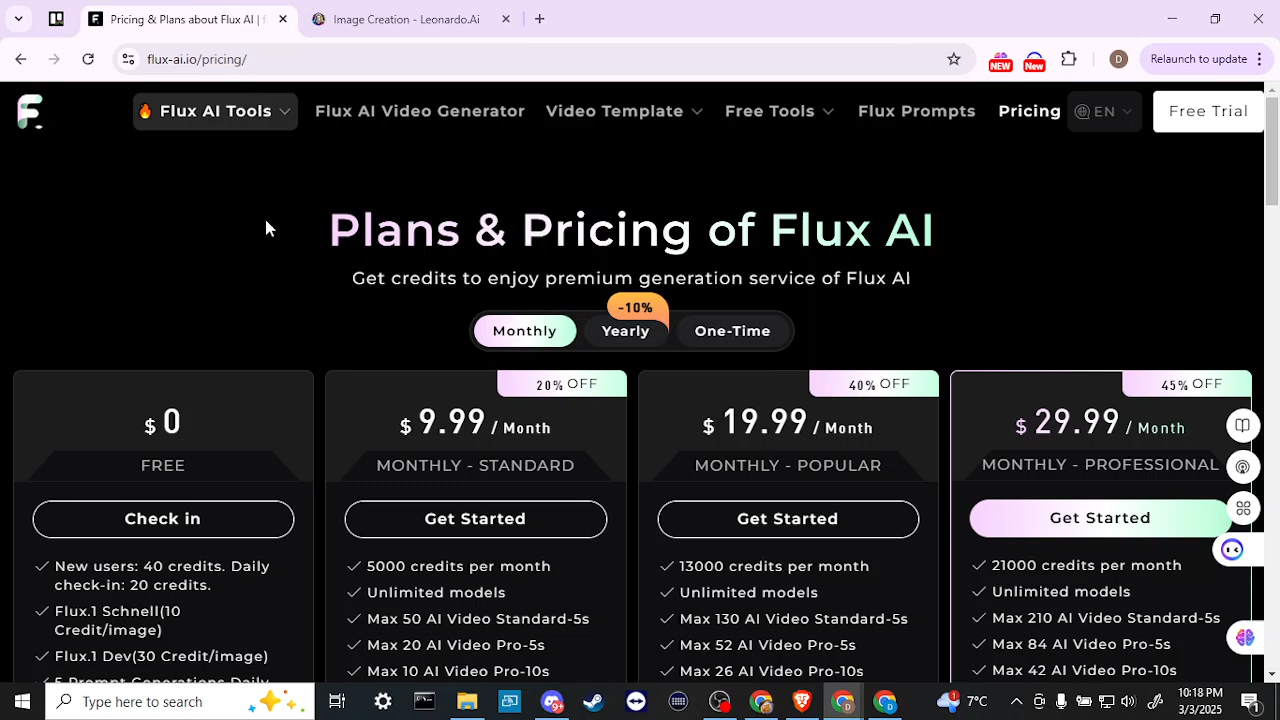 Pricing & Plans about Flux AI | f
Image Creation - Leonardo.Ai
flux-ai.io/pricing/
NEW
New
D
Relaunch to update
F
Flux AI Tools
Flux AI Video Generator
Video Template
Free Tools
Flux Prompts
Pricing
EN
Free Trial
Plans & Pricing of Flux AI
Get credits to enjoy premium generation service of Flux AI
-10%
Monthly
Yearly
One-Time
$ 0
FREE
Check in
New users: 40 credits. Daily
check-in: 20 credits.
Flux.1 Schnell(10
Credit/image)
Flux.1 Dev(30 Credit/image)
5 Prompt Generations Daily
20% OFF
$ 9.99 / Month
MONTHLY - STANDARD
Get Started
5000 credits per month
Unlimited models
Max 50 AI Video Standard-5s
Max 20 AI Video Pro-5s
Max 10 AI Video Pro-10s
40% OFF
$ 19.99 / Month
MONTHLY - POPULAR
Get Started
13000 credits per month
Unlimited models
Max 130 AI Video Standard-5s
Max 52 AI Video Pro-5s
Max 26 AI Video Pro-10s
45% OFF
$ 29.99 / Month
MONTHLY - PROFESSIONAL
Get Started
21000 credits per month
Unlimited models
Max 210 AI Video Standard-5s
Max 84 AI Video Pro-5s
Max 42 AI Video Pro-10s
Type here to search
7°C
10:18 PM
3/3/2025